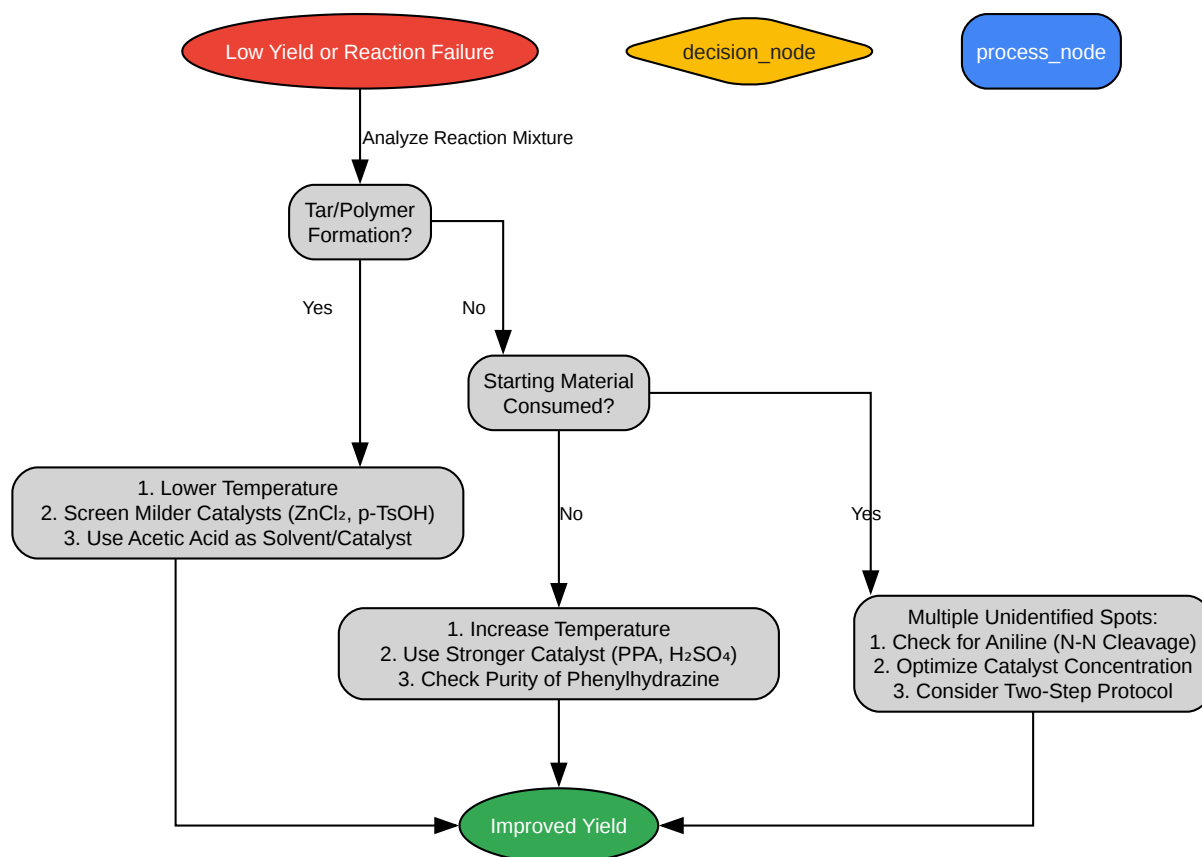 Low Yield or Reaction Failure
decision_node
process_node
Analyze Reaction Mixture
Tar/Polymer
Formation?
Yes
No
Starting Material
Consumed?
1. Lower Temperature
2. Screen Milder Catalysts (ZnCl₂, p-TsOH)
3. Use Acetic Acid as Solvent/Catalyst
No
Yes
1. Increase Temperature
2. Use Stronger Catalyst (PPA, H₂SO₄)
3. Check Purity of Phenylhydrazine
Multiple Unidentified Spots:
1. Check for Aniline (N-N Cleavage)
2. Optimize Catalyst Concentration
3. Consider Two-Step Protocol
Improved Yield